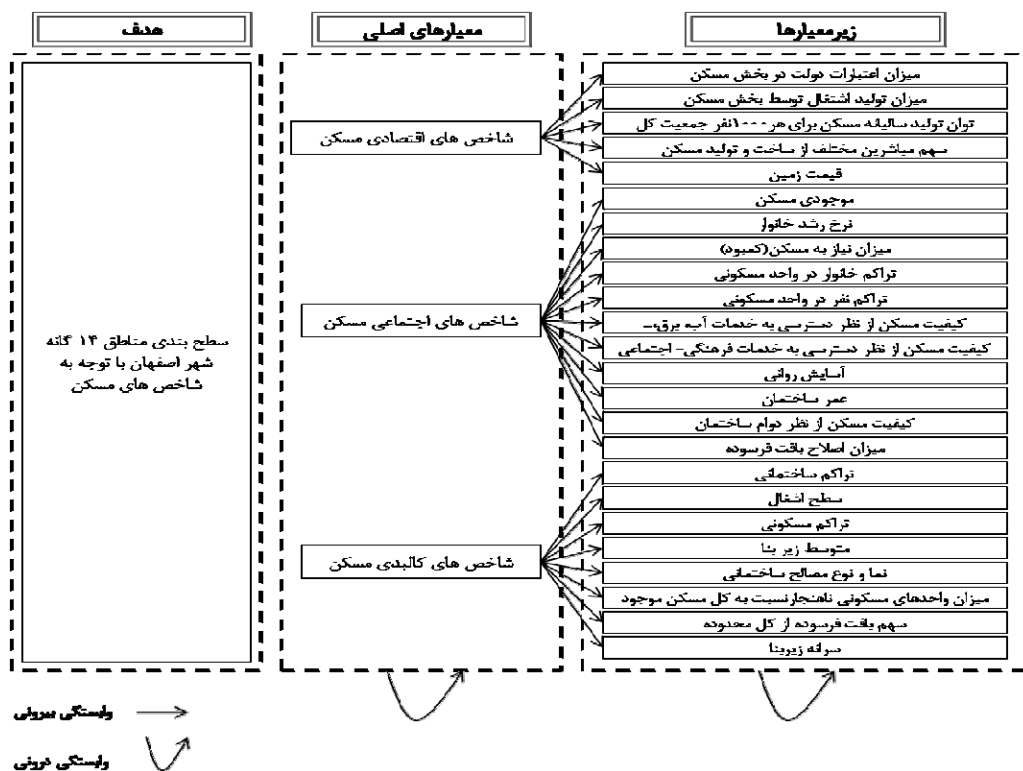 هدف
معیارهای اصلی
زیرمعیارها
سطح بندی مناطق ۱۴ گانه
شهر اصفهان با توجه به
شاخص های مسکن
شاخص های اقتصادی مسکن
شاخص های اجتماعی مسکن
شاخص های کالبدی مسکن
میزان اعتبارات دولت در بخش مسکن
میزان تولید اشتغال توسط بخش مسکن
توان تولید سالیانه مسکن برای هر ۱۰۰۰نفر جمعیت کل
سهم مباشرین مختلف از ساخت و تولید مسکن
قیمت زمین
موجودی مسکن
نرخ رشد خانوار
میزان نیاز به مسکن(کمبود)
تراکم خانوار در واحد مسکونی
تراکم نفر در واحد مسکونی
کیفیت مسکن از نظر دسترسی به خدمات آب، برق،...
کیفیت مسکن از نظر دسترسی به خدمات فرهنگی- اجتماعی
آسایش روانی
عمر ساختمان
کیفیت مسکن از نظر دوام ساختمان
میزان اصلاح بافت فرسوده
تراکم ساختمانی
سطح اشغال
تراکم مسکونی
متوسط زیر بنا
نما و نوع مصالح ساختمانی
میزان واحدهای مسکونی ناهنجارنسبت به کل مسکن موجود
سهم بافت فرسوده از کل محدوده
سرانه زیربنا
وابستگی بیرونی
وابستگی درونی